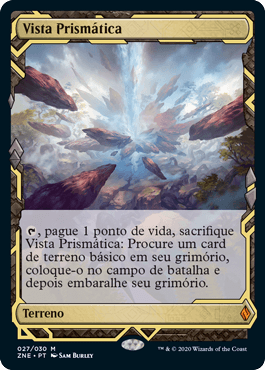 Vista Prismática
, pague 1 ponto de vida, sacrifique
Vista Prismática: Procure um card
de terreno básico em seu grimório,
coloque-o no campo de batalha e
depois embaralhe seu grimório.
Terreno
027/030 M
ZNE • PT SAM BURLEY
™ & © 2020 Wizards of the Coast